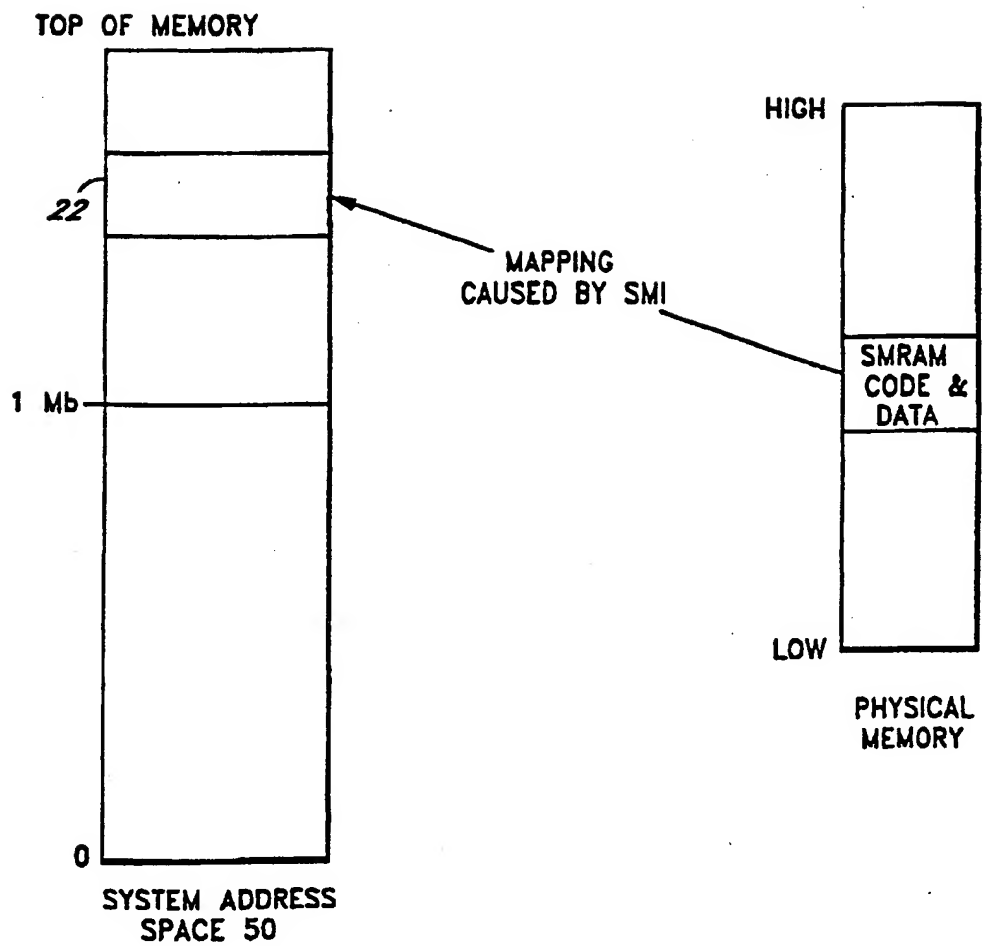 TOP OF MEMORY
22
1 Mb
0
SYSTEM ADDRESS
SPACE 50
MAPPING
CAUSED BY SMI
HIGH
SMRAM
CODE &
DATA
LOW
PHYSICAL
MEMORY